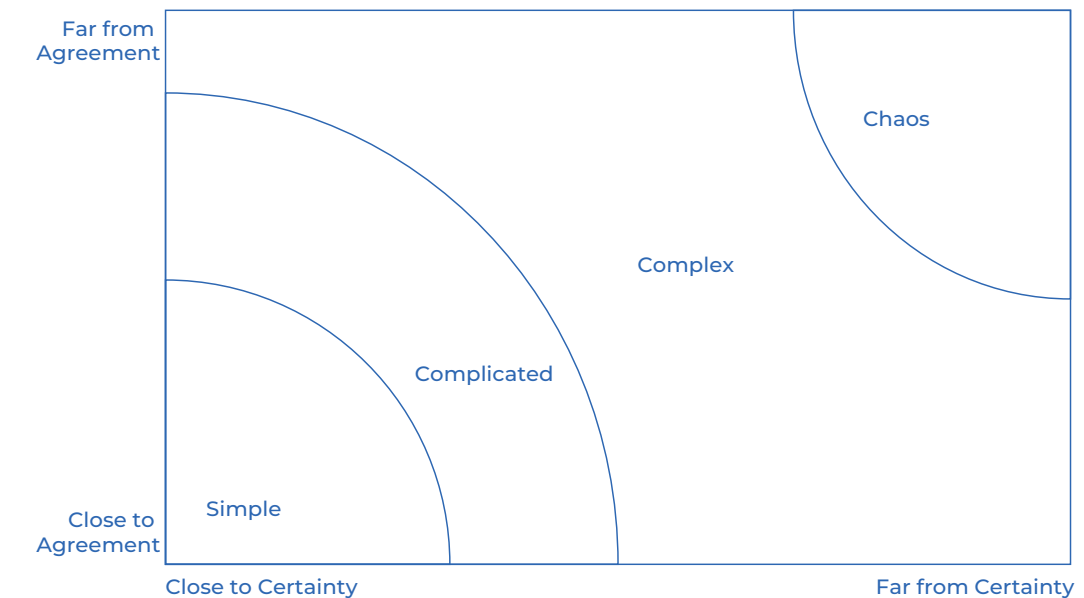 Far from
Agreement
Chaos
Complex
Complicated
Simple
Close to
Agreement
Close to Certainty
Far from Certainty